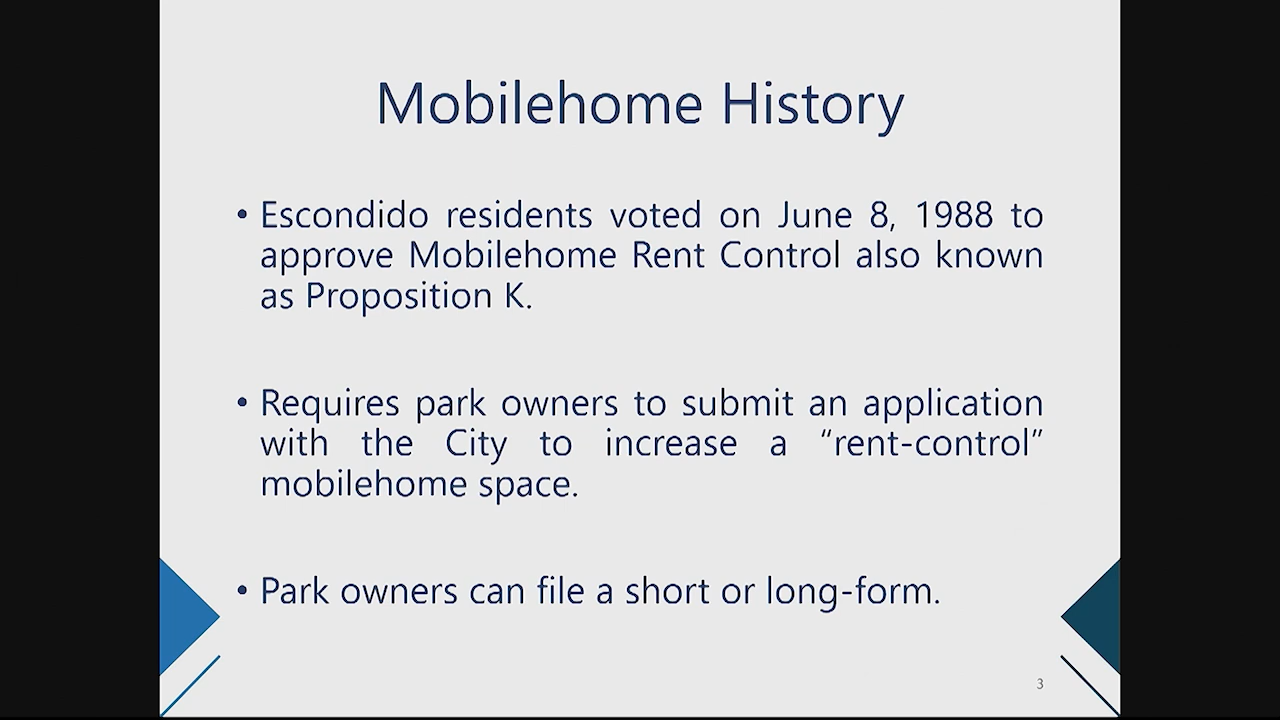 Mobilehome History
• Escondido residents voted on June 8, 1988 to
approve Mobilehome Rent Control also known
as Proposition K.
• Requires park owners to submit an application
with the City to increase a “rent-control”
mobilehome space.
• Park owners can file a short or long-form.
3